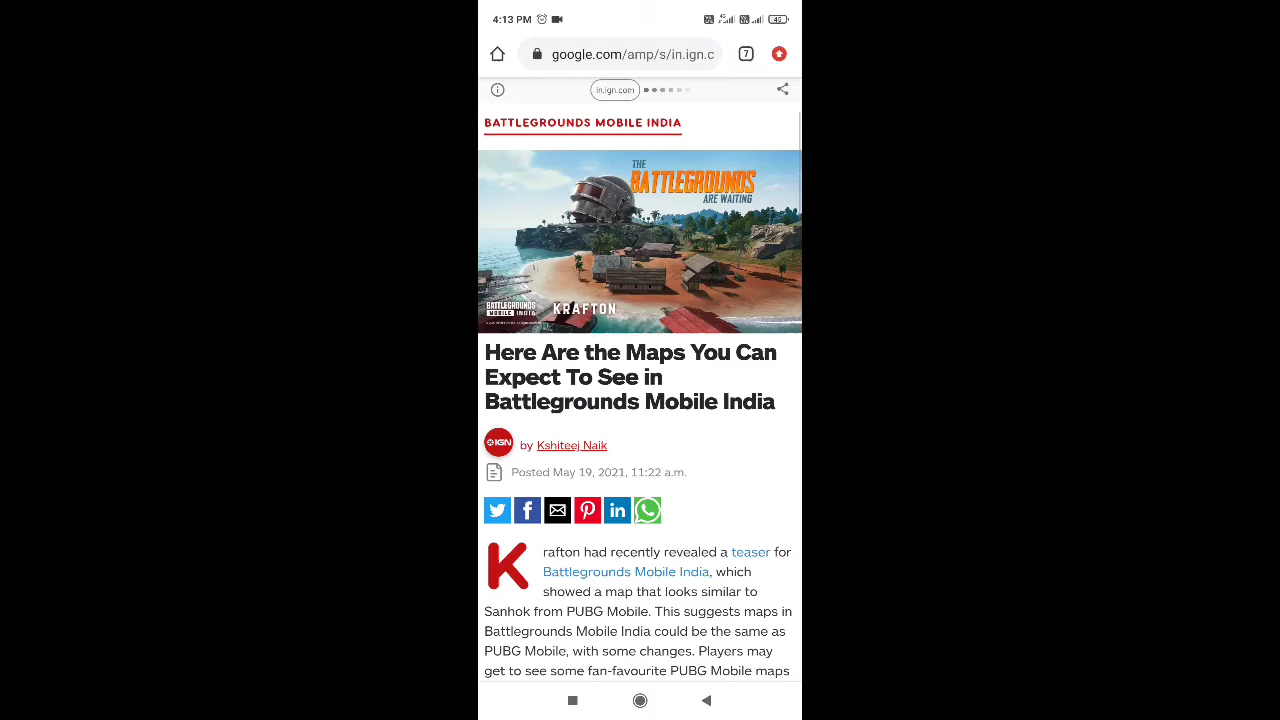 4:13 PM
45
google.com/amp/s/in.ign.c
7
in.ign.com
BATTLEGROUNDS MOBILE INDIA
THE
BATTLEGROUNDS
ARE WAITING
BATTLEGROUNDS
MOBILE INDIA
KRAFTON
Here Are the Maps You Can
Expect To See in
Battlegrounds Mobile India
IGN
by Kshiteej Naik
Posted May 19, 2021, 11:22 a.m.
Krafton had recently revealed a teaser for
Battlegrounds Mobile India, which
showed a map that looks similar to
Sanhok from PUBG Mobile. This suggests maps in
Battlegrounds Mobile India could be the same as
PUBG Mobile, with some changes. Players may
get to see some fan-favourite PUBG Mobile maps